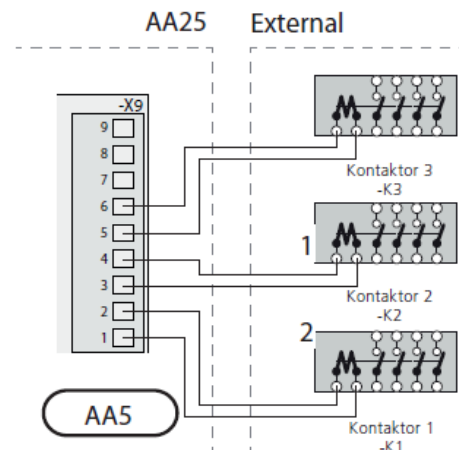 AA25 External
-X9
9
8
7
6
5
4
3
2
1
AA5
Kontaktor 3
-K3
1
Kontaktor 2
-K2
2
Kontaktor 1
-K1